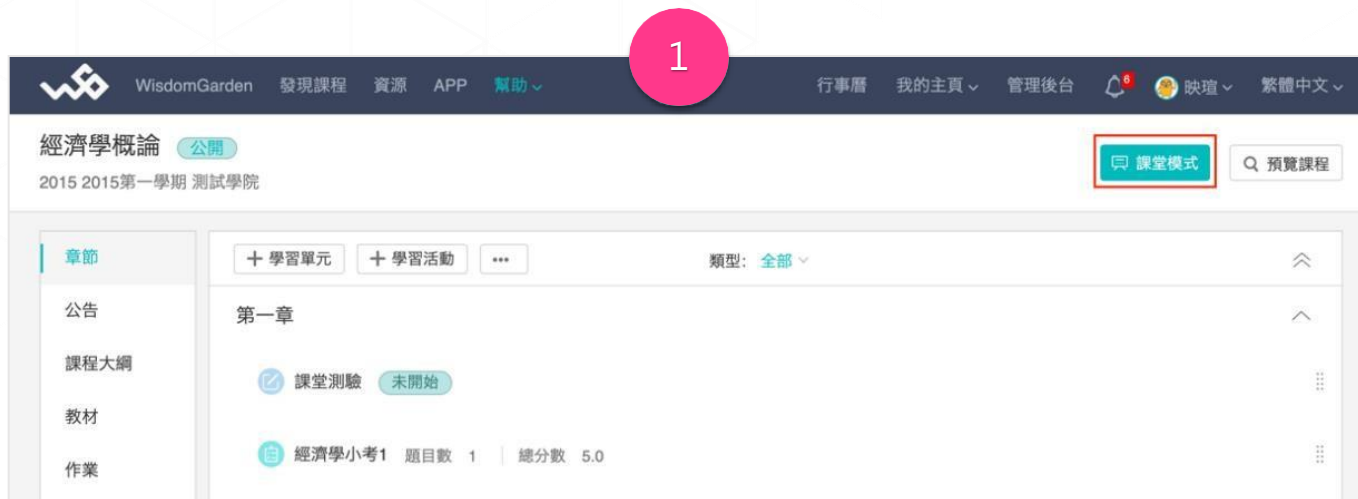 1
WisdomGarden 發現課程 資源 APP 幫助 行事曆 我的主頁 管理後台 6 映瑄 繁體中文
經濟學概論 公開
課堂模式 預覽課程
2015 2015第一學期 測試學院
章節
+ 學習單元 + 學習活動 ••• 類型: 全部
公告
第一章
課程大綱
課堂測驗 未開始
教材
經濟學小考1 題目數 1 總分數 5.0
作業